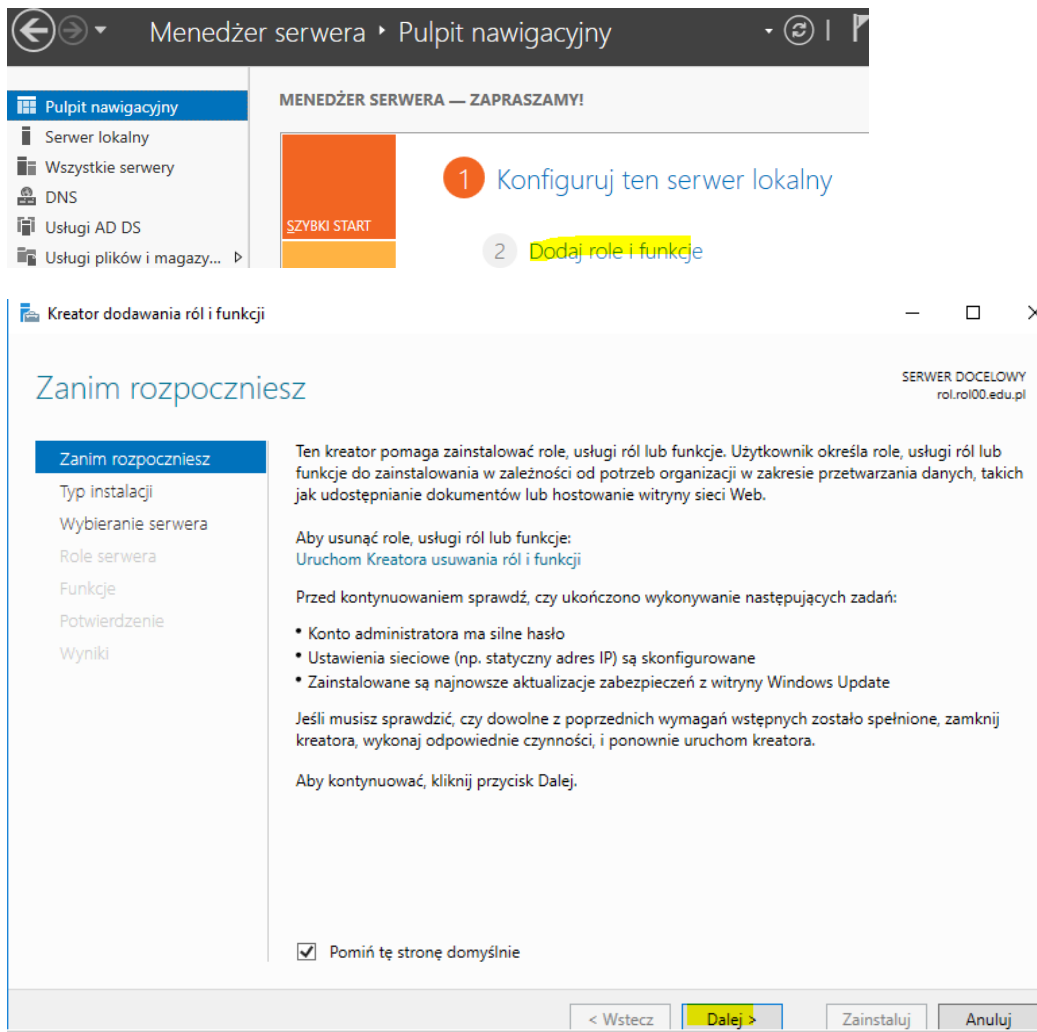 Menedżer serwera ‣ Pulpit nawigacyjny
Pulpit nawigacyjny
Serwer lokalny
Wszystkie serwery
DNS
Usługi AD DS
Usługi plików i magazy...
MENEDŻER SERWERA — ZAPRASZAMY!
SZYBKI START
1 Konfiguruj ten serwer lokalny
2 Dodaj role i funkcje
Kreator dodawania ról i funkcji
Zanim rozpoczniesz
SERWER DOCELOWY
rol.rol00.edu.pl
Zanim rozpoczniesz
Typ instalacji
Wybieranie serwera
Role serwera
Funkcje
Potwierdzenie
Wyniki
Ten kreator pomaga zainstalować role, usługi ról lub funkcje. Użytkownik określa role, usługi ról lub
funkcje do zainstalowania w zależności od potrzeb organizacji w zakresie przetwarzania danych, takich
jak udostępnianie dokumentów lub hostowanie witryny sieci Web.
Aby usunąć role, usługi ról lub funkcje:
Uruchom Kreatora usuwania ról i funkcji
Przed kontynuowaniem sprawdź, czy ukończono wykonywanie następujących zadań:
• Konto administratora ma silne hasło
• Ustawienia sieciowe (np. statyczny adres IP) są skonfigurowane
• Zainstalowane są najnowsze aktualizacje zabezpieczeń z witryny Windows Update
Jeśli musisz sprawdzić, czy dowolne z poprzednich wymagań wstępnych zostało spełnione, zamknij
kreatora, wykonaj odpowiednie czynności, i ponownie uruchom kreatora.
Aby kontynuować, kliknij przycisk Dalej.
Pomiń tę stronę domyślnie
< Wstecz
Dalej >
Zainstaluj
Anuluj